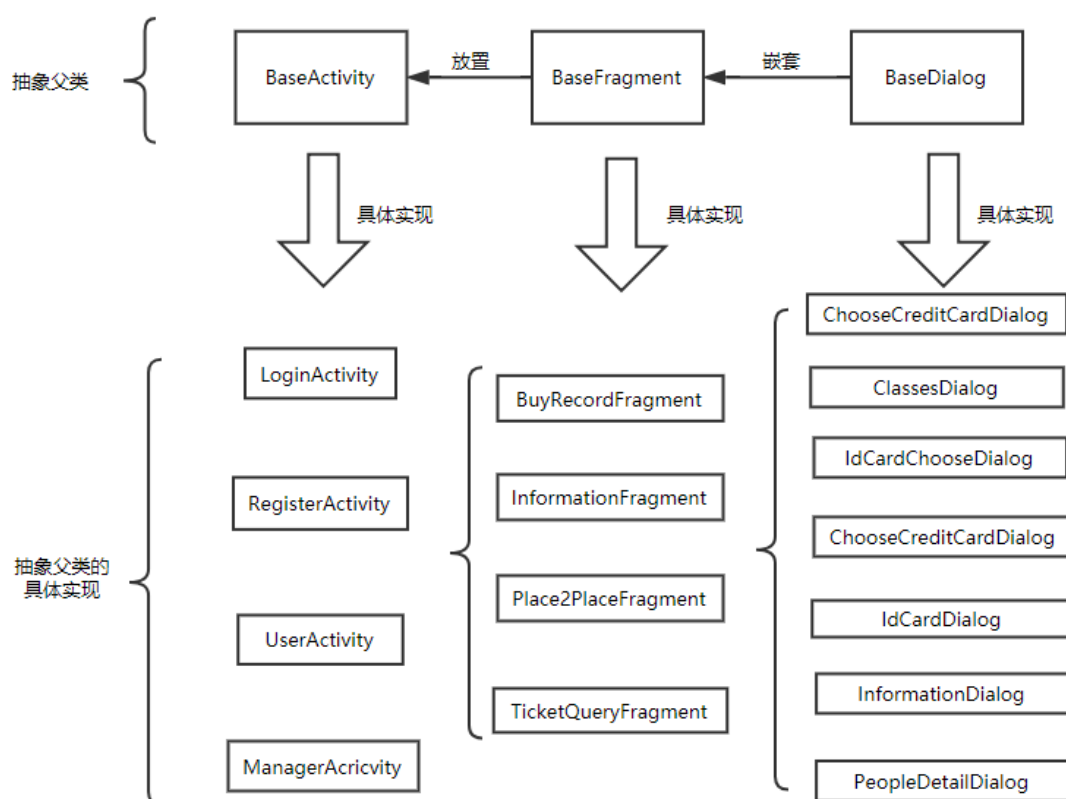 抽象父类
BaseActivity
放置
BaseFragment
嵌套
BaseDialog
具体实现
具体实现
具体实现
抽象父类的
具体实现
LoginActivity
RegisterActivity
UserActivity
ManagerAcricvity
BuyRecordFragment
InformationFragment
Place2PlaceFragment
TicketQueryFragment
ChooseCreditCardDialog
ClassesDialog
IdCardChooseDialog
ChooseCreditCardDialog
IdCardDialog
InformationDialog
PeopleDetailDialog